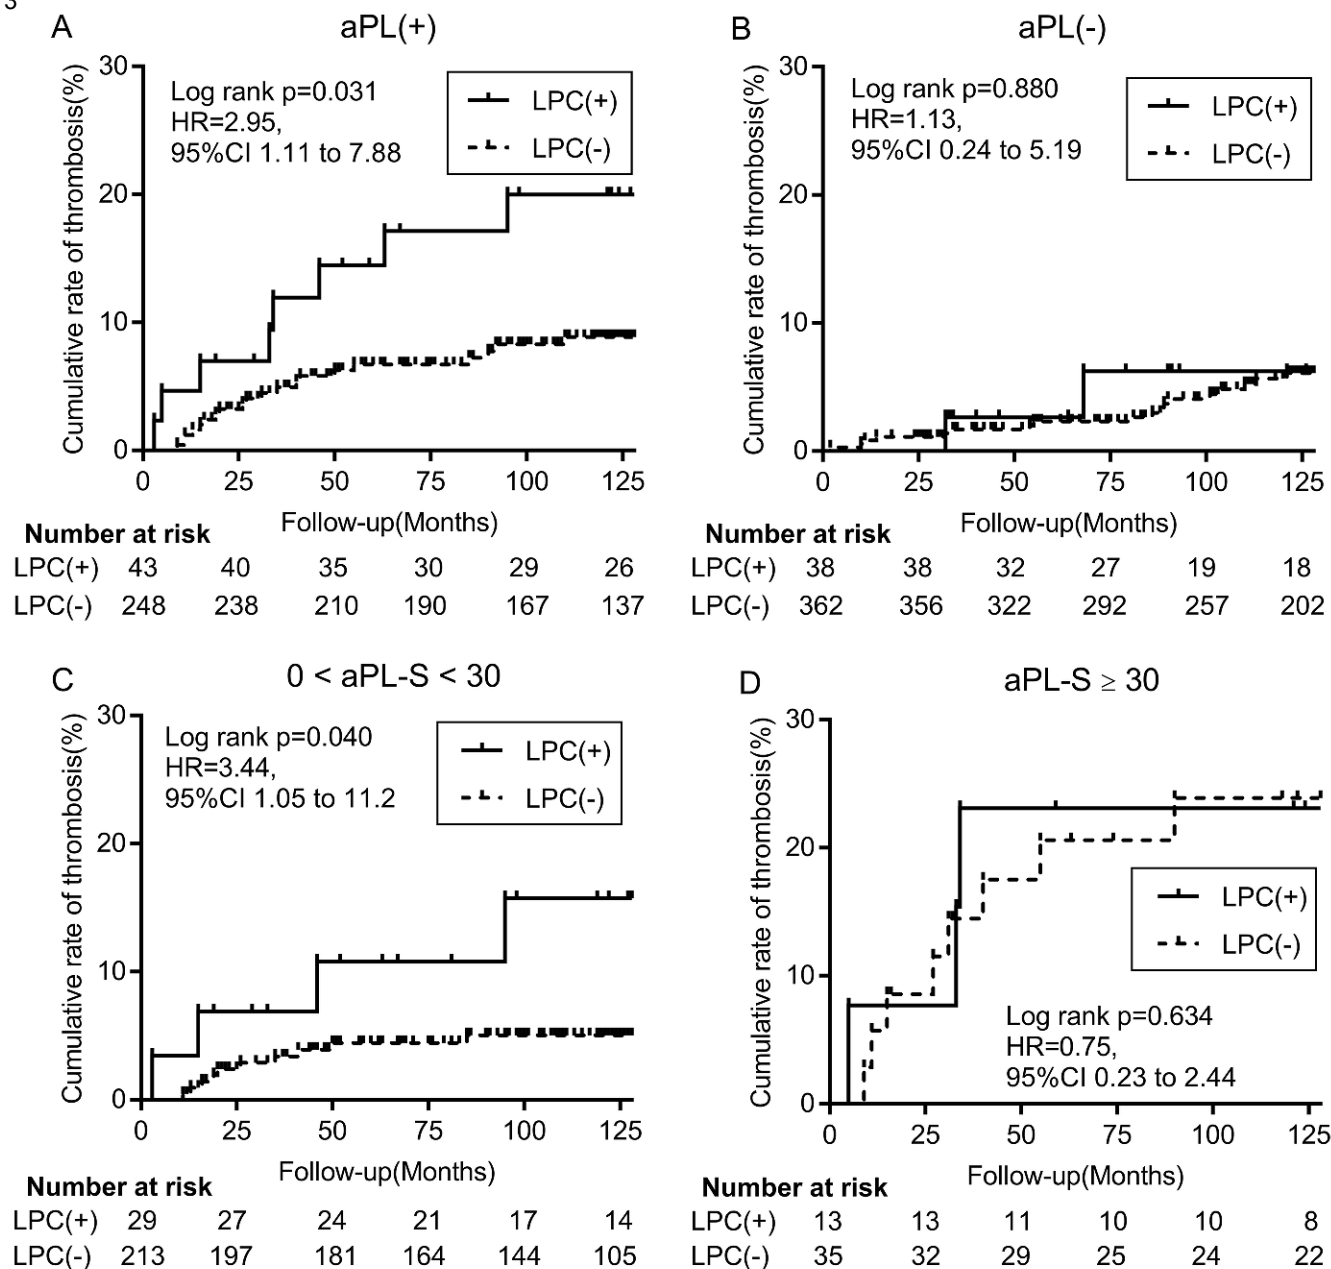 3
A
aPL(+)
Cumulative rate of thrombosis(%)
30
20
10
0
Log rank p=0.031
HR=2.95,
95%CI 1.11 to 7.88
LPC(+)
LPC(-)
0 25 50 75 100 125
Follow-up(Months)
Number at risk
LPC(+) 43 40 35 30 29 26
LPC(-) 248 238 210 190 167 137
B
aPL(-)
Cumulative rate of thrombosis(%)
30
20
10
0
Log rank p=0.880
HR=1.13,
95%CI 0.24 to 5.19
LPC(+)
LPC(-)
0 25 50 75 100 125
Follow-up(Months)
Number at risk
LPC(+) 38 38 32 27 19 18
LPC(-) 362 356 322 292 257 202
C
0 < aPL-S < 30
Cumulative rate of thrombosis(%)
30
20
10
0
Log rank p=0.040
HR=3.44,
95%CI 1.05 to 11.2
LPC(+)
LPC(-)
0 25 50 75 100 125
Follow-up(Months)
Number at risk
LPC(+) 29 27 24 21 17 14
LPC(-) 213 197 181 164 144 105
D
aPL-S ≥ 30
Cumulative rate of thrombosis(%)
30
20
10
0
LPC(+)
LPC(-)
Log rank p=0.634
HR=0.75,
95%CI 0.23 to 2.44
0 25 50 75 100 125
Follow-up(Months)
Number at risk
LPC(+) 13 13 11 10 10 8
LPC(-) 35 32 29 25 24 22